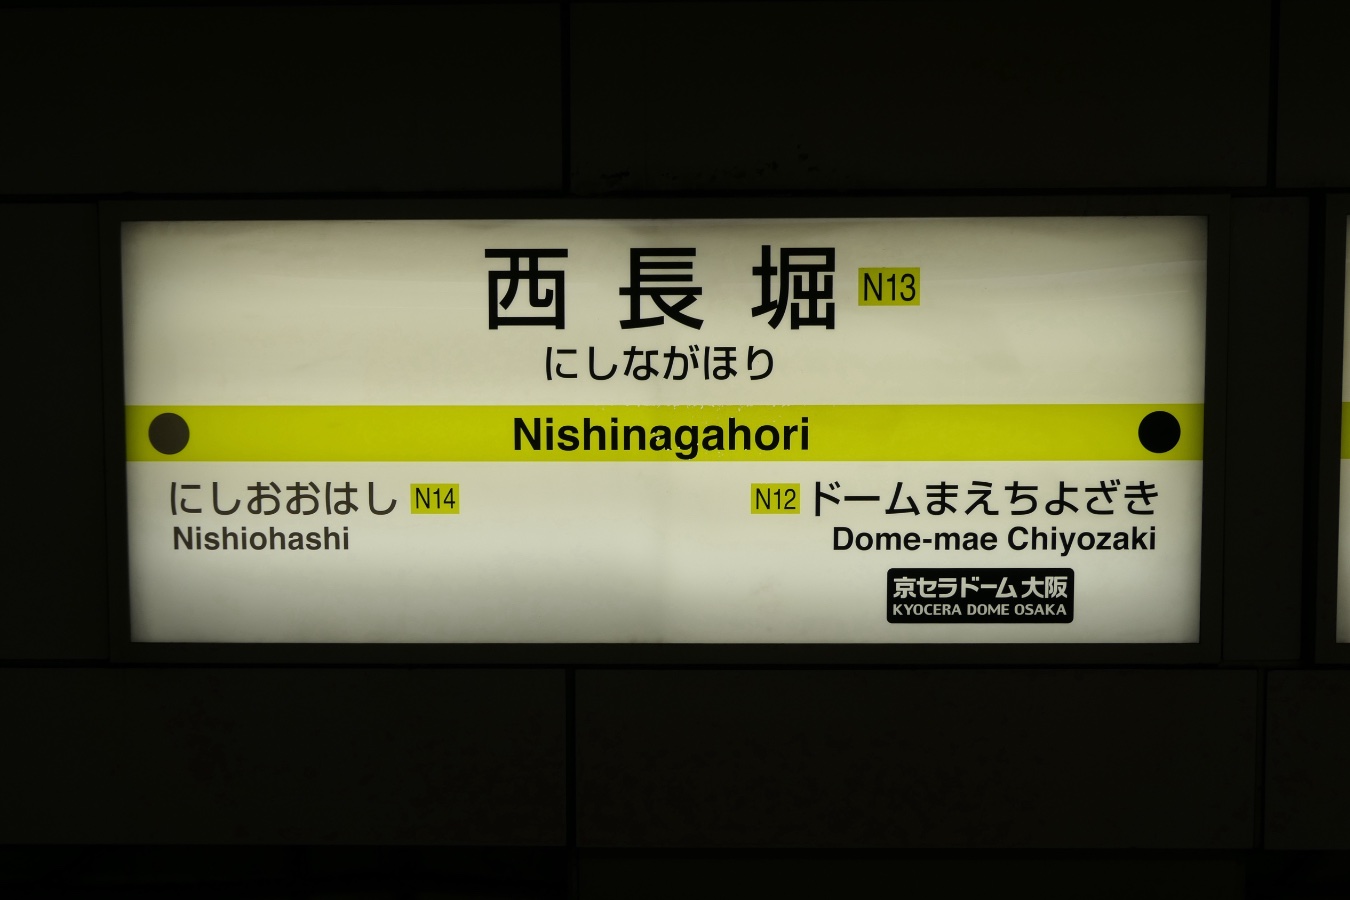 西長堀 N13
にしながほり
Nishinagahori
にしおおはし N14
Nishiohashi
N12 ドームまえちよざき
Dome-mae Chiyozaki
京セラドーム 大阪
KYOCERA DOME OSAKA